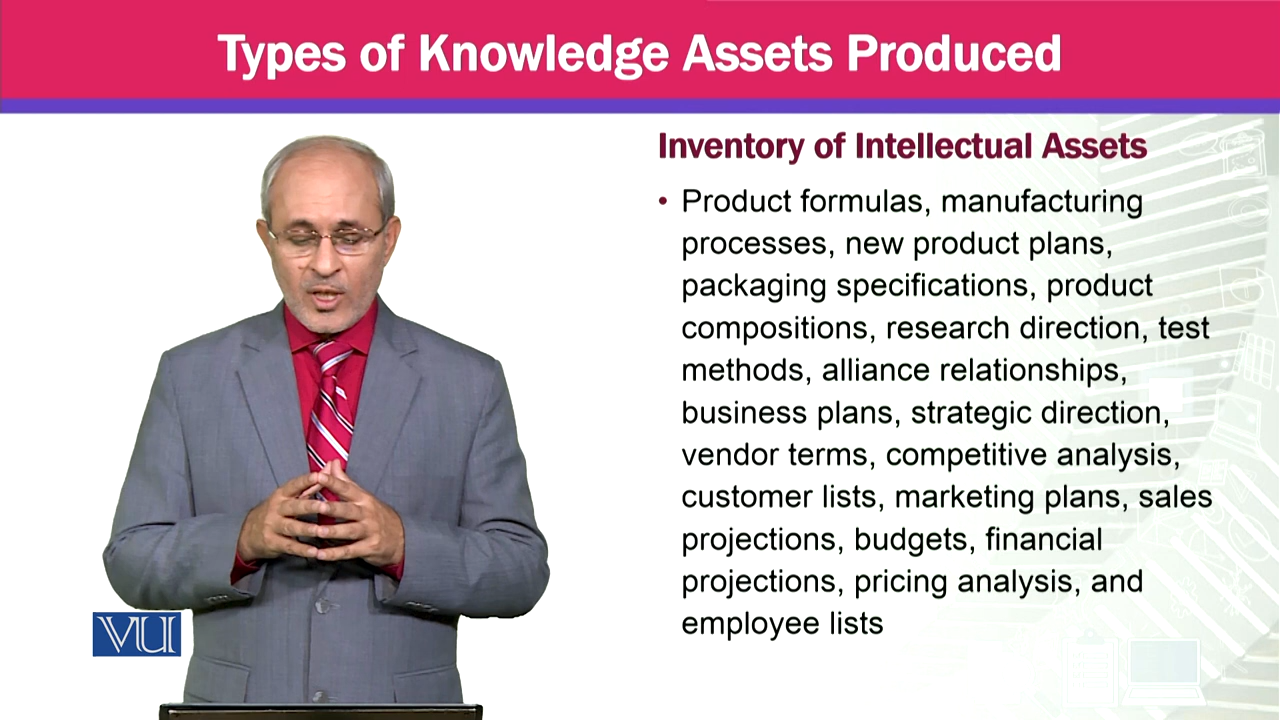 Types of Knowledge Assets Produced
Inventory of Intellectual Assets
• Product formulas, manufacturing
processes, new product plans,
packaging specifications, product
compositions, research direction, test
methods, alliance relationships,
business plans, strategic direction,
vendor terms, competitive analysis,
customer lists, marketing plans, sales
projections, budgets, financial
projections, pricing analysis, and
employee lists
VU